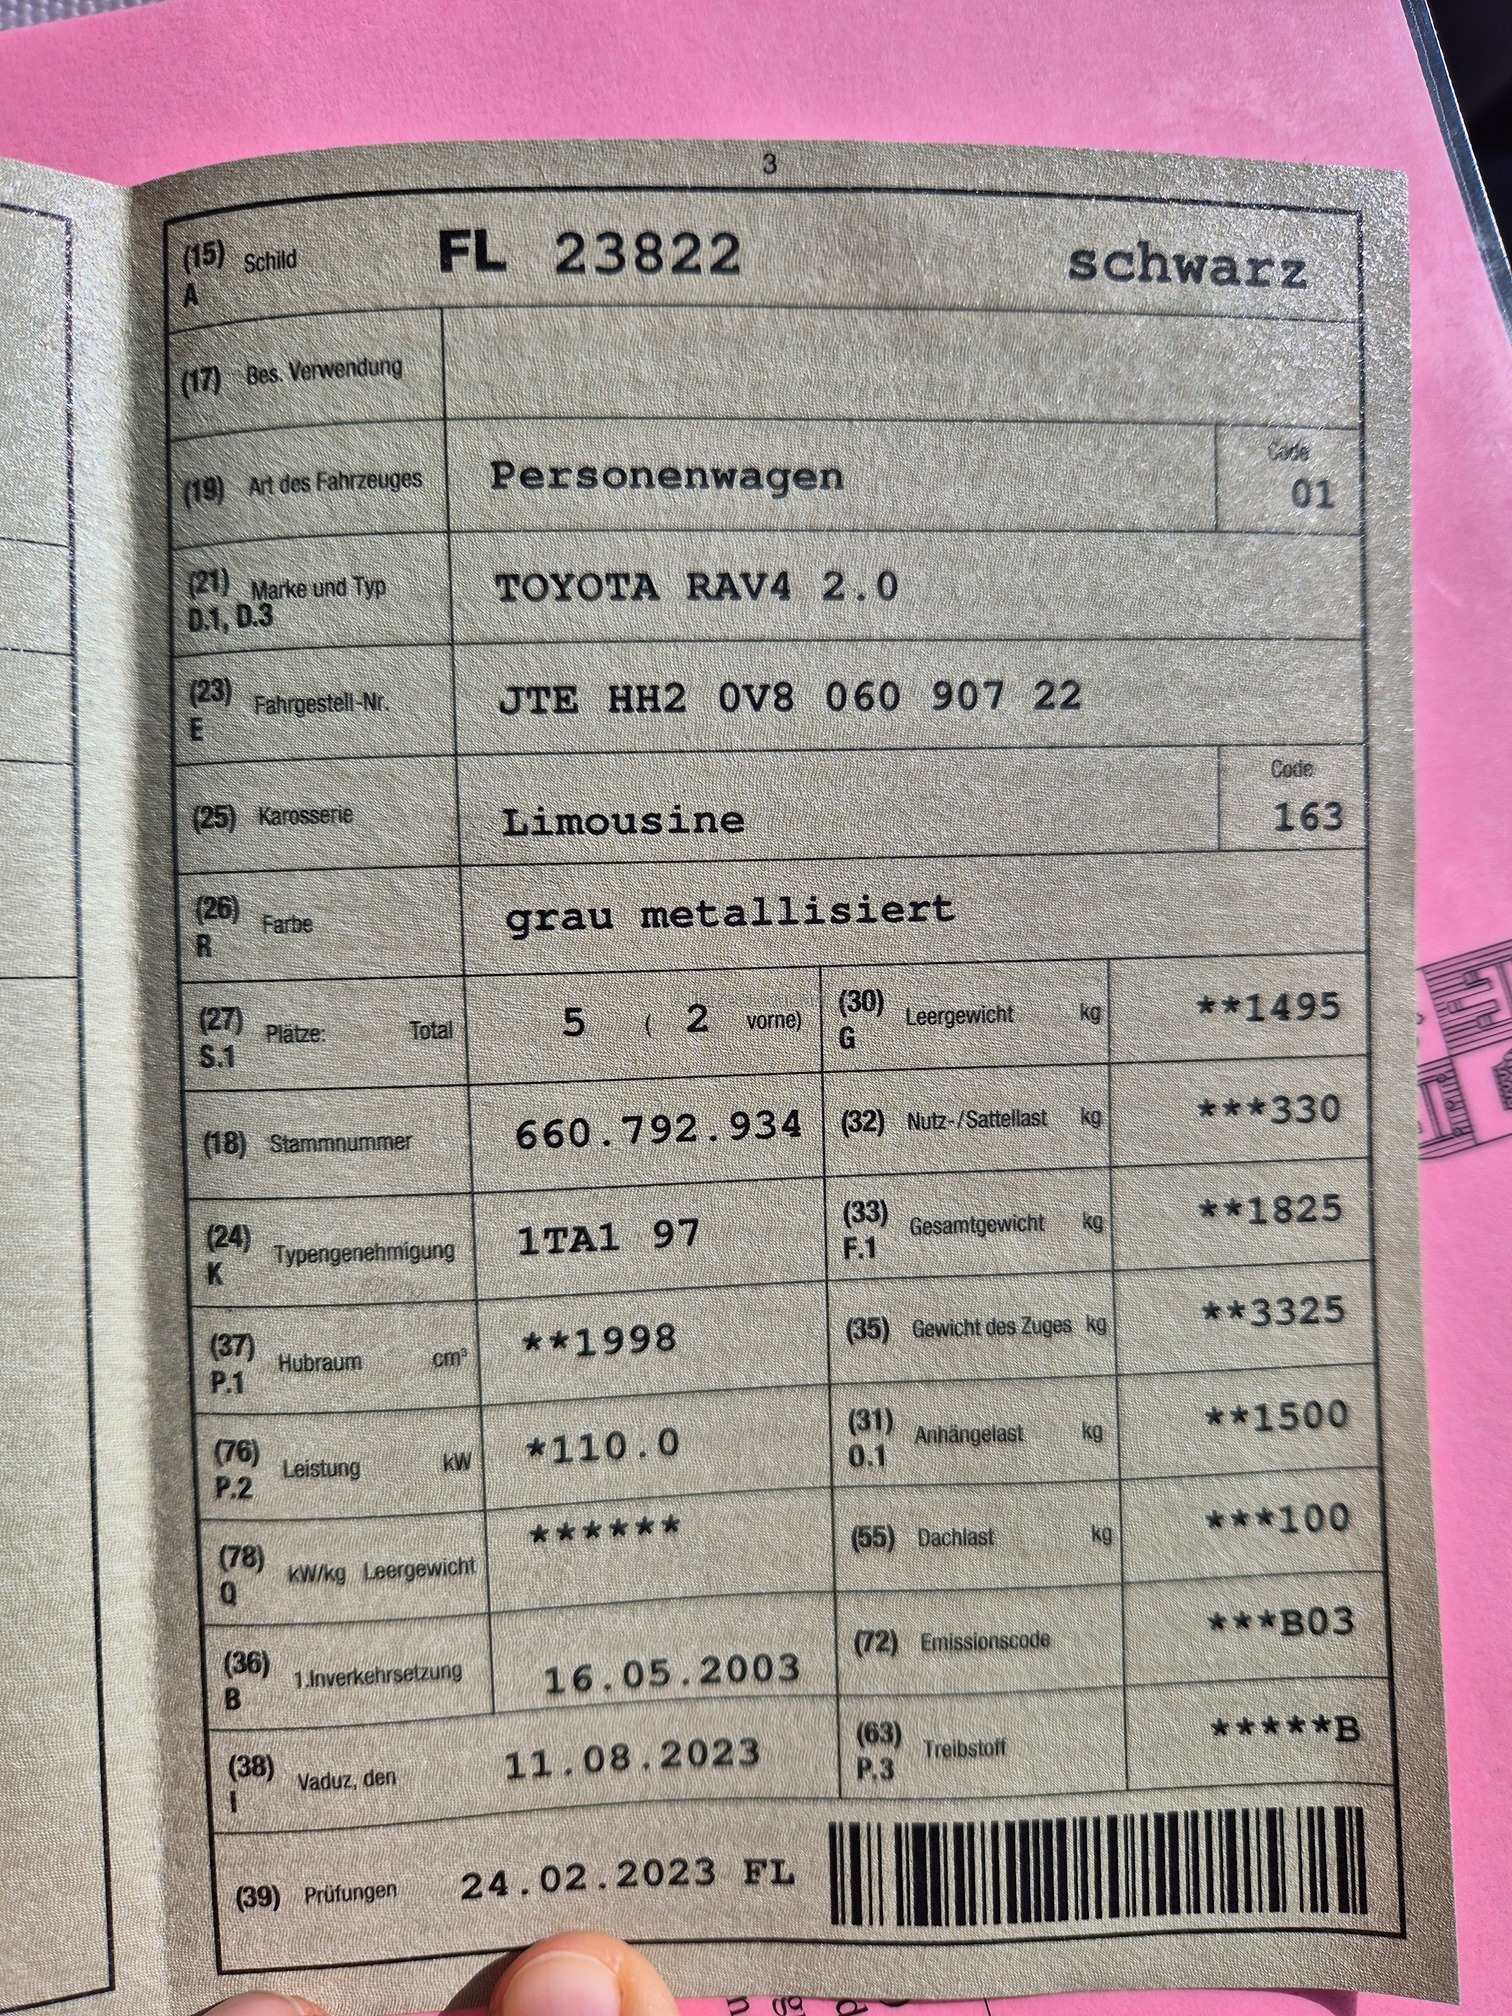 3
(15) Schild FL 23822 schwarz
A
(17) Bes. Verwendung
Code
(19) Art des Fahrzeuges Personenwagen 01
(21) Marke und Typ TOYOTA RAV4 2.0
D.1, D.3
(23) Fahrgestell-Nr. JTE HH2 0V8 060 907 22
E
Code
(25) Karosserie Limousine 163
(26) Farbe grau metallisiert
R
(27) Plätze: Total 5 ( 2 vorne) (30) Leergewicht kg **1495
S.1 G
(18) Stammnummer 660.792.934 (32) Nutz-/Sattellast kg ***330
(24) Typengenehmigung 1TA1 97 (33) Gesamtgewicht kg **1825
K F.1
(37) Hubraum cm³ **1998 (35) Gewicht des Zuges kg **3325
P.1
(76) Leistung kW *110.0 (31) Anhängelast kg **1500
P.2 O.1
(78) kW/kg Leergewicht ****** (55) Dachlast kg ***100
Q
(36) 1.Inverkehrsetzung 16.05.2003 (72) Emissionscode ***B03
B
(38) Vaduz, den 11.08.2023 (63) Treibstoff *****B
I P.3
(39) Prüfungen 24.02.2023 FL